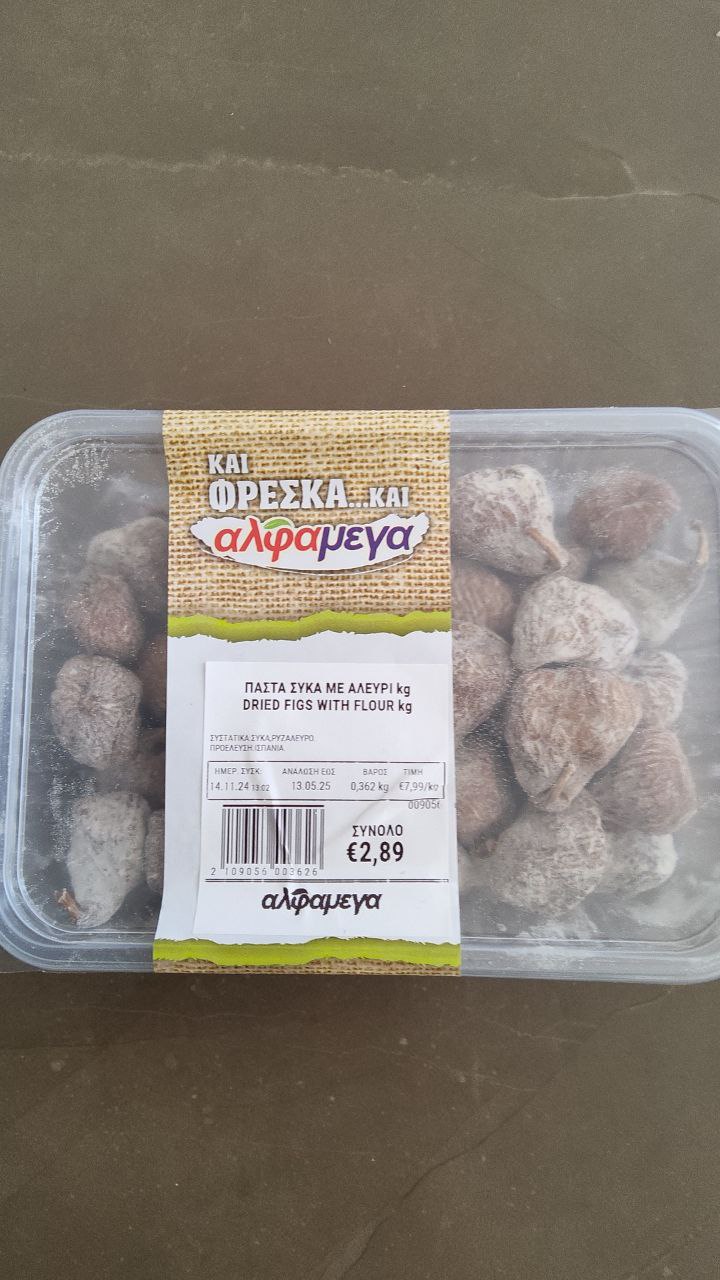 ΚΑΙ
ΦΡΕΣΚΑ...ΚΑΙ
αλφαμεγα
ΠΑΣΤΑ ΣΥΚΑ ΜΕ ΑΛΕΥΡΙ kg
DRIED FIGS WITH FLOUR kg
ΣΥΣΤΑΤΙΚΑ:ΣΥΚΑ,ΡΥΖΑΛΕΥΡΟ.
ΠΡΟΕΛΕΥΣΗ:ΙΣΠΑΝΙΑ.
ΗΜΕΡ. ΣΥΣΚ: ΑΝΑΛΩΣΗ ΕΩΣ ΒΑΡΟΣ ΤΙΜΗ
14.11.24 13:02 13.05.25 0,362 kg €7,99/kg
009056
ΣΥΝΟΛΟ
€2,89
2 109056 003626
αλφαμεγα